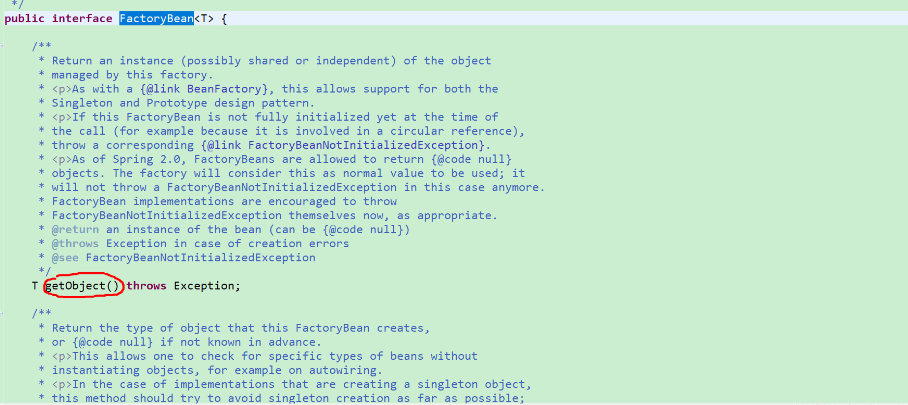 */
public interface FactoryBean<T> {
/**
* Return an instance (possibly shared or independent) of the object
* managed by this factory.
* <p>As with a {@link BeanFactory}, this allows support for both the
* Singleton and Prototype design pattern.
* <p>If this FactoryBean is not fully initialized yet at the time of
* the call (for example because it is involved in a circular reference),
* throw a corresponding {@link FactoryBeanNotInitializedException}.
* <p>As of Spring 2.0, FactoryBeans are allowed to return {@code null}
* objects. The factory will consider this as normal value to be used; it
* will not throw a FactoryBeanNotInitializedException in this case anymore.
* FactoryBean implementations are encouraged to throw
* FactoryBeanNotInitializedException themselves now, as appropriate.
* @return an instance of the bean (can be {@code null})
* @throws Exception in case of creation errors
* @see FactoryBeanNotInitializedException
*/
T getObject() throws Exception;
/**
* Return the type of object that this FactoryBean creates,
* or {@code null} if not known in advance.
* <p>This allows one to check for specific types of beans without
* instantiating objects, for example on autowiring.
* <p>In the case of implementations that are creating a singleton object,
* this method should try to avoid singleton creation as far as possible;